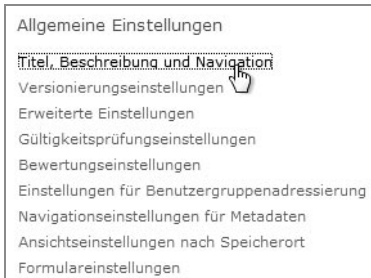 Allgemeine Einstellungen
Titel, Beschreibung und Navigation
Versionierungseinstellungen
Erweiterte Einstellungen
Gültigkeitsprüfungseinstellungen
Bewertungseinstellungen
Einstellungen für Benutzergruppenadressierung
Navigationseinstellungen für Metadaten
Ansichtseinstellungen nach Speicherort
Formulareinstellungen